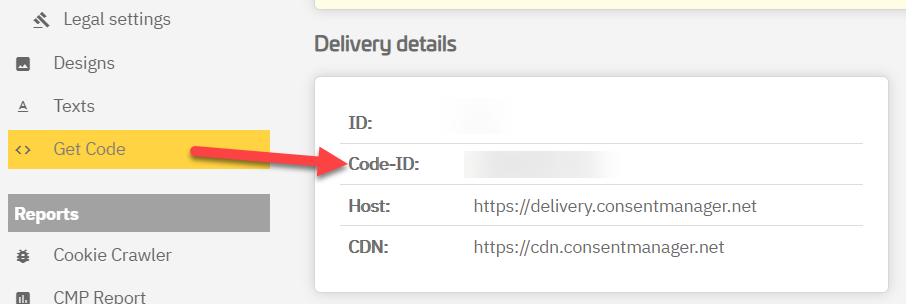 Legal settings
Designs
Texts
Get Code
Reports
Cookie Crawler
CMP Report
Delivery details
ID:
Code-ID:
Host: https://delivery.consentmanager.net
CDN: https://cdn.consentmanager.net